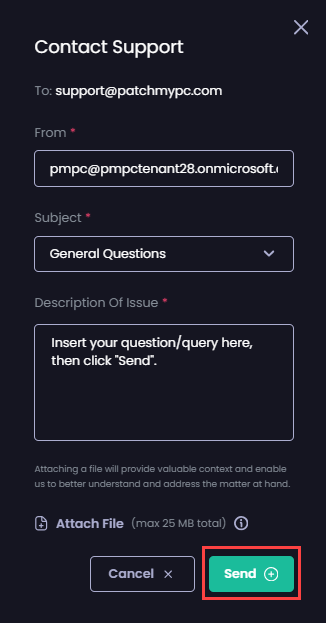 Contact Support
To: support@patchmypc.com
From *
pmpc@pmpctenant28.onmicrosoft.
Subject *
General Questions
Description Of Issue *
Insert your question/query here,
then click "Send".
Attaching a file will provide valuable context and enable
us to better understand and address the matter at hand.
Attach File (max 25 MB total)
Cancel
Send